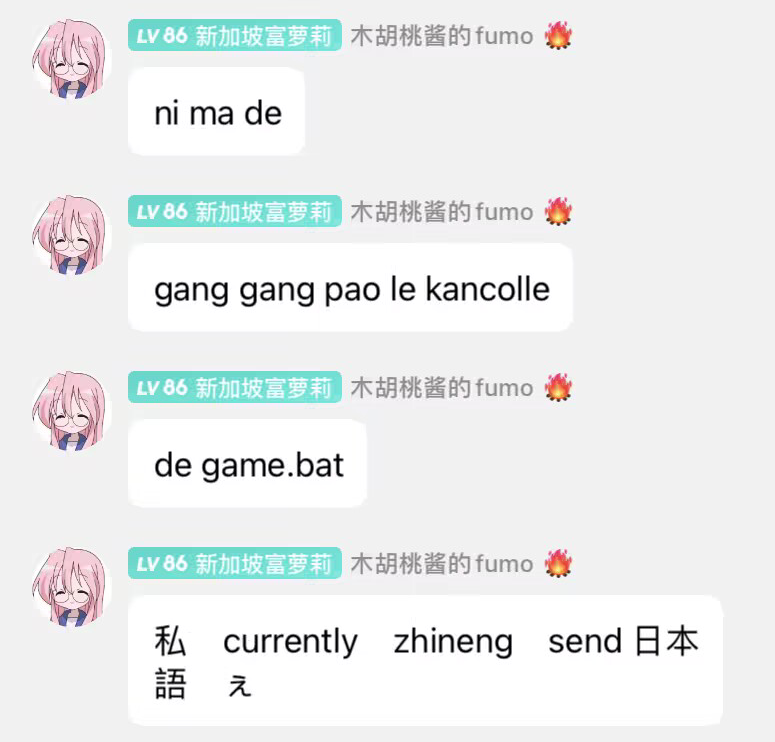 LV 86 新加坡富萝莉 木胡桃酱的fumo 🔥
ni ma de
LV 86 新加坡富萝莉 木胡桃酱的fumo 🔥
gang gang pao le kancolle
LV 86 新加坡富萝莉 木胡桃酱的fumo 🔥
de game.bat
LV 86 新加坡富萝莉 木胡桃酱的fumo 🔥
私　currently　zhineng　send 日本
語　ぇ